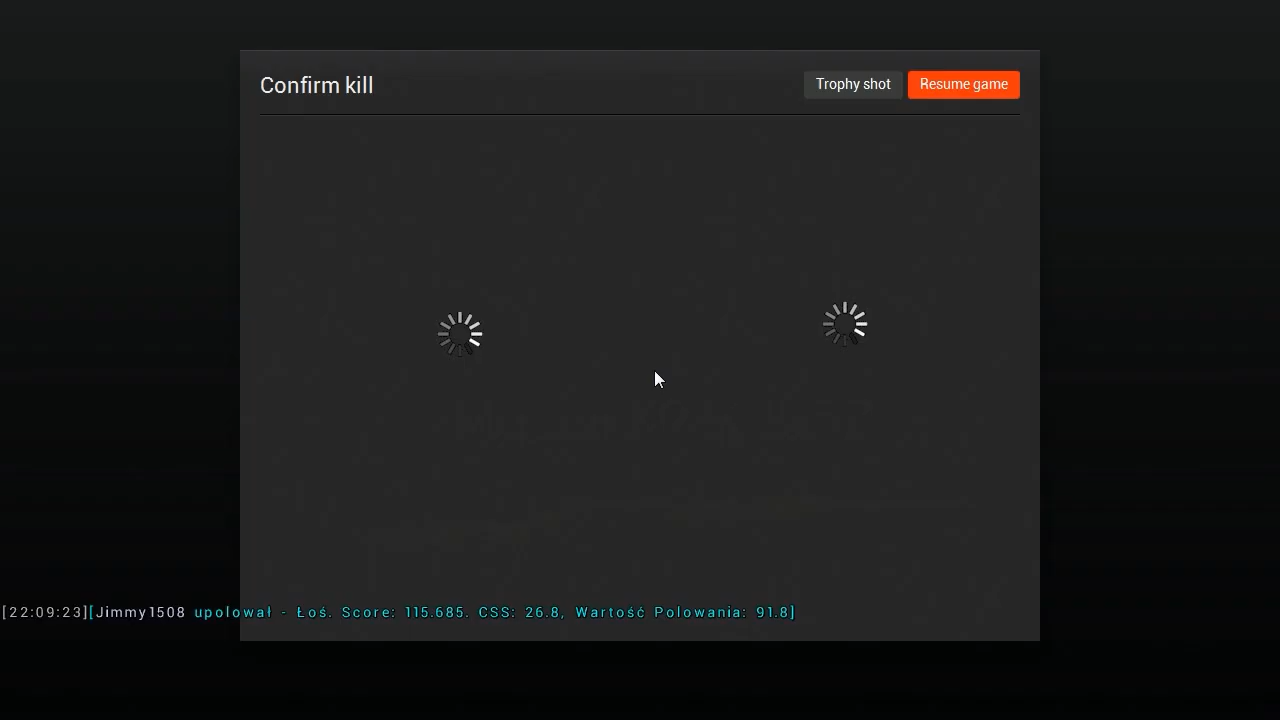 Confirm kill
Trophy shot
Resume game
[22:09:23][Jimmy1508 upolował - Łoś. Score: 115.685. CSS: 26.8, Wartość Polowania: 91.8]